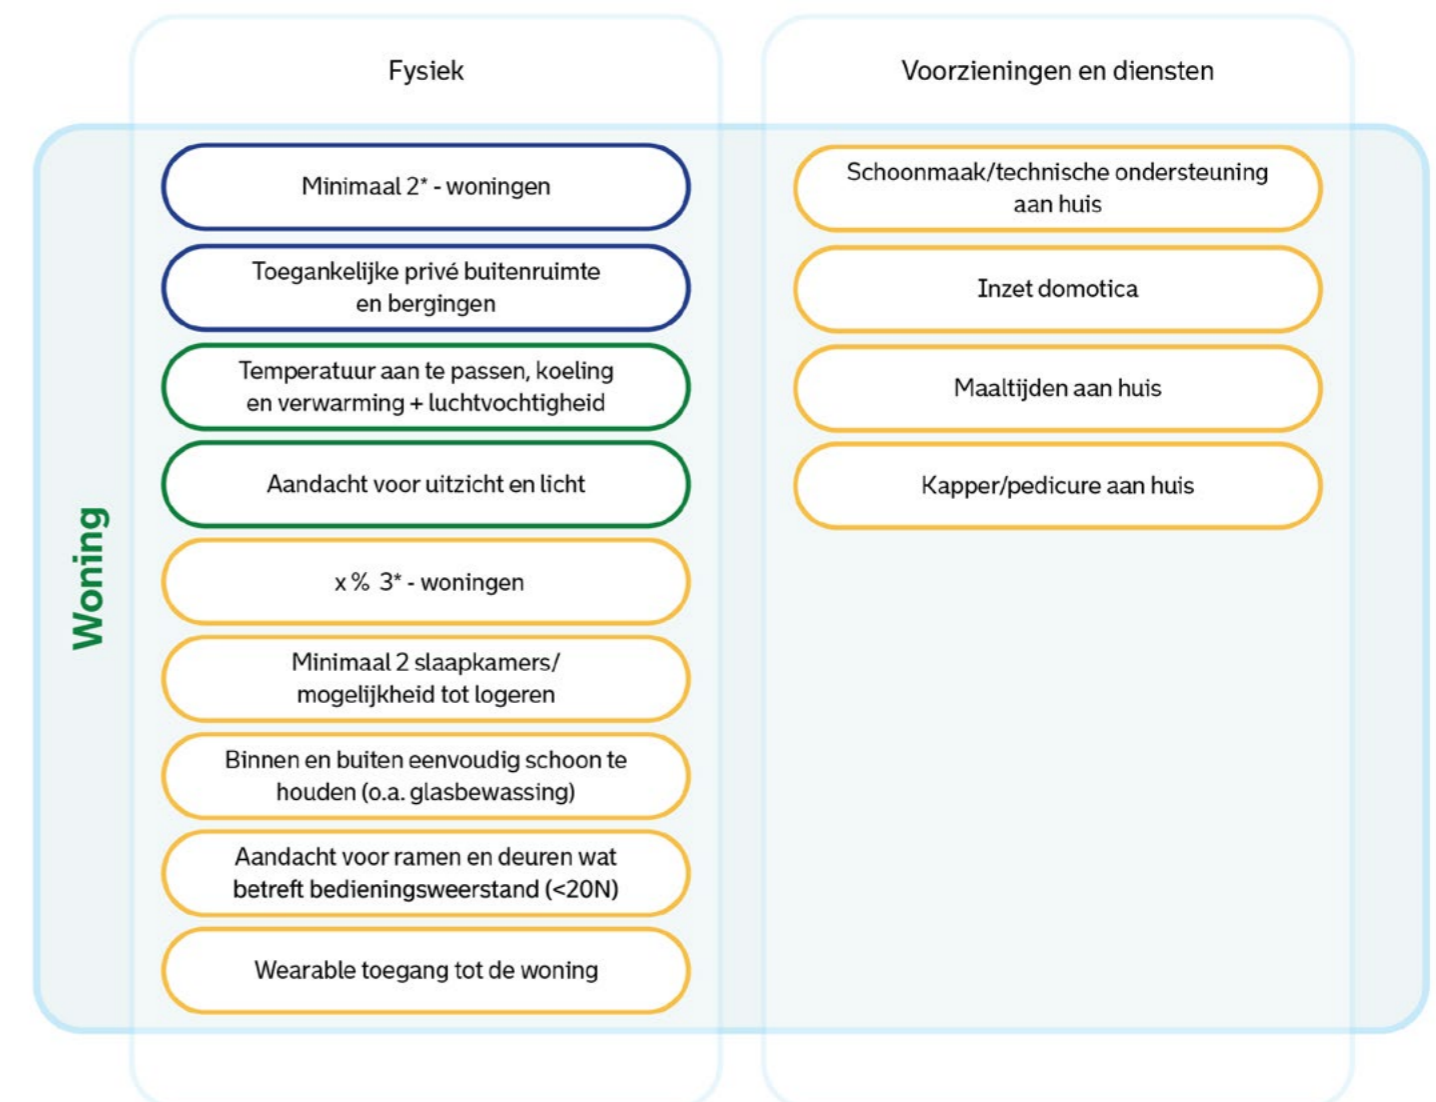 Fysiek
Voorzieningen en diensten
Woning
Minimaal 2* - woningen
Toegankelijke privé buitenruimte
en bergingen
Temperatuur aan te passen, koeling
en verwarming + luchtvochtigheid
Aandacht voor uitzicht en licht
x % 3* - woningen
Minimaal 2 slaapkamers/
mogelijkheid tot logeren
Binnen en buiten eenvoudig schoon te
houden (o.a. glasbewassing)
Aandacht voor ramen en deuren wat
betreft bedieningsweerstand (<20N)
Wearable toegang tot de woning
Schoonmaak/technische ondersteuning
aan huis
Inzet domotica
Maaltijden aan huis
Kapper/pedicure aan huis